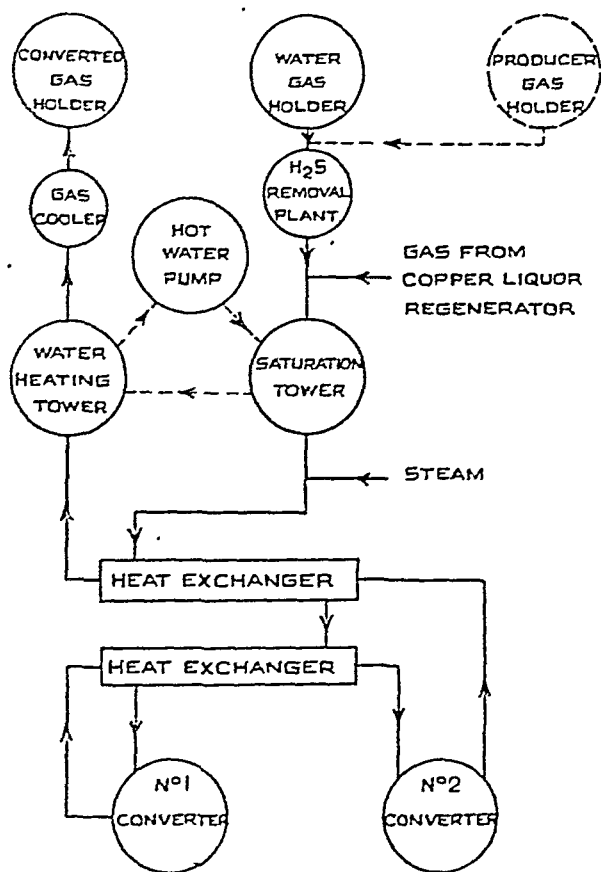 CONVERTED
GAS
HOLDER
WATER
GAS
HOLDER
PRODUCER
GAS
HOLDER
GAS
COOLER
H2S
REMOVAL
PLANT
HOT
WATER
PUMP
GAS FROM
COPPER LIQUOR
REGENERATOR
WATER
HEATING
TOWER
SATURATION
TOWER
STEAM
HEAT EXCHANGER
HEAT EXCHANGER
Nº1
CONVERTER
Nº2
CONVERTER